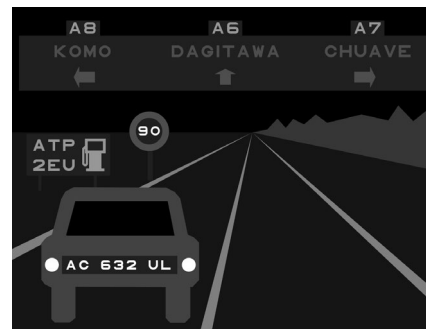 A8 A6 A7
KOMO DAGITAWA CHUAVE
90
ATP
2EU
AC 632 UL